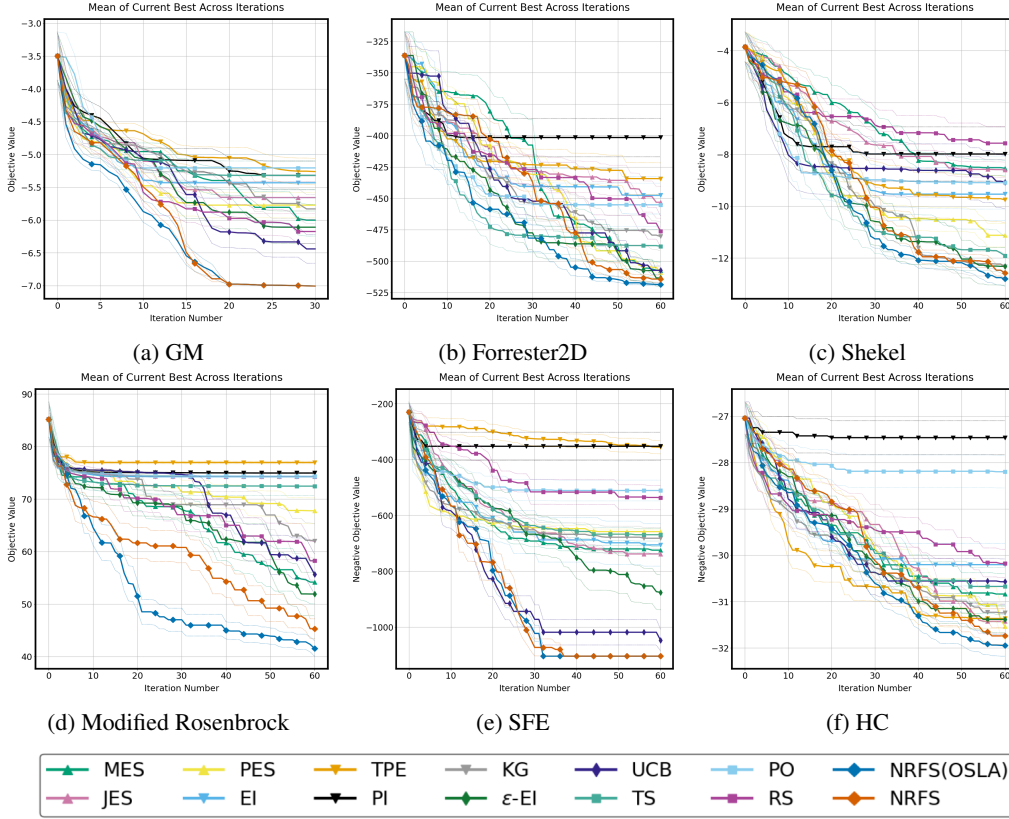 Mean of Current Best Across Iterations
Mean of Current Best Across Iterations
Mean of Current Best Across Iterations
−3.0
−3.5
−4.0
−4.5
−5.0
−5.5
−6.0
−6.5
−7.0
Objective Value
0 5 10 15 20 25 30
Iteration Number
−325
−350
−375
−400
−425
−450
−475
−500
−525
Objective Value
0 10 20 30 40 50 60
Iteration Number
−4
−6
−8
−10
−12
Objective Value
0 10 20 30 40 50 60
Iteration Number
(a) GM
(b) Forrester2D
(c) Shekel
Mean of Current Best Across Iterations
Mean of Current Best Across Iterations
Mean of Current Best Across Iterations
90
80
70
60
50
40
Objective Value
0 10 20 30 40 50 60
Iteration Number
−200
−400
−600
−800
−1000
Negative Objective Value
0 10 20 30 40 50 60
Iteration Number
−27
−28
−29
−30
−31
−32
Negative Objective Value
0 10 20 30 40 50 60
Iteration Number
(d) Modified Rosenbrock
(e) SFE
(f) HC
MES PES TPE KG UCB PO NRFS(OSLA)
JES EI PI ε-EI TS RS NRFS